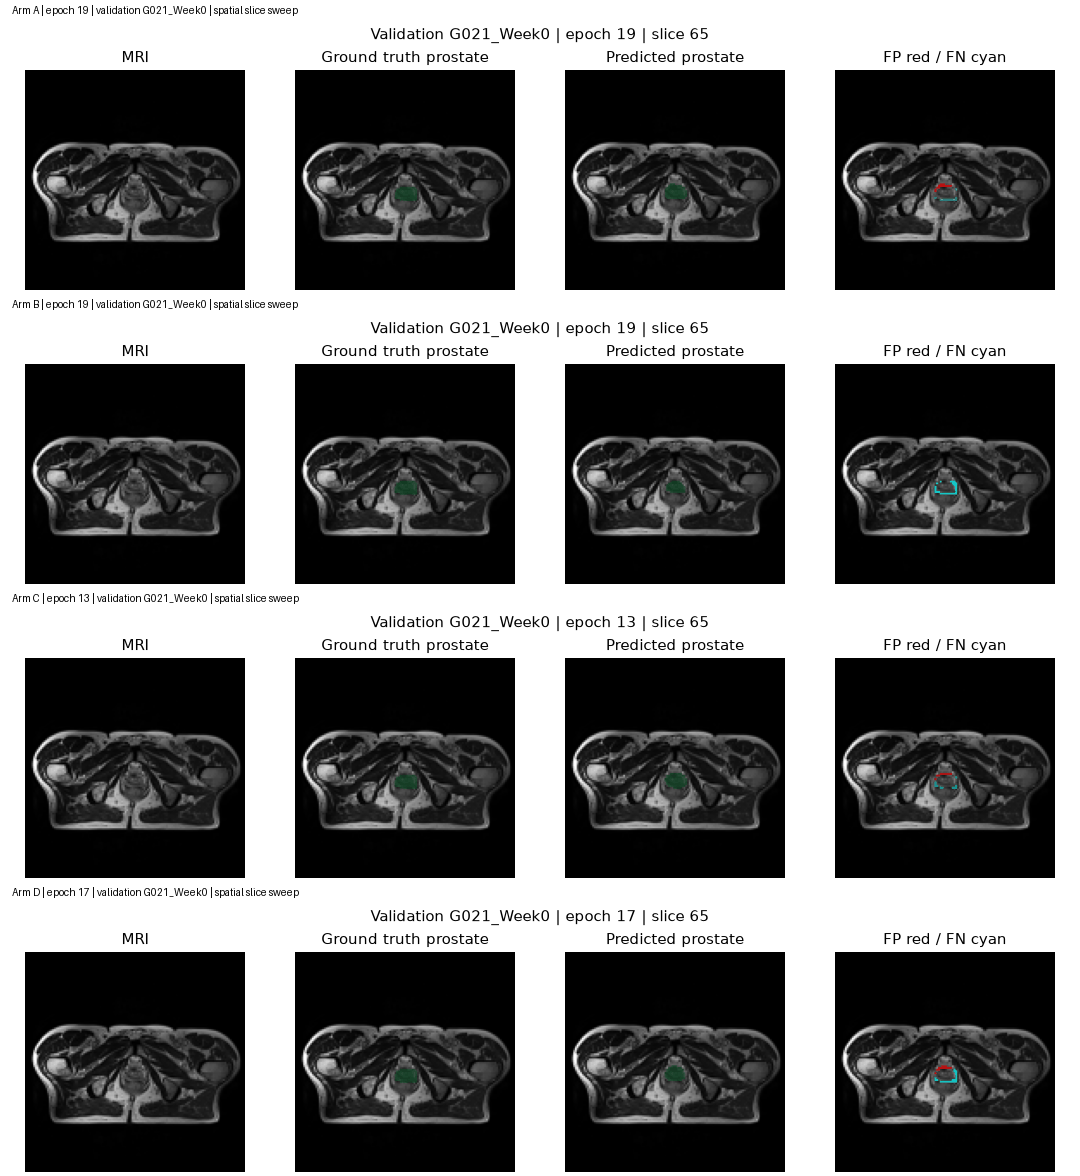 Arm A | epoch 19 | validation G021_Week0 | spatial slice sweep
Validation G021_Week0 | epoch 19 | slice 65
MRI Ground truth prostate Predicted prostate FP red / FN cyan
Arm B | epoch 19 | validation G021_Week0 | spatial slice sweep
Validation G021_Week0 | epoch 19 | slice 65
MRI Ground truth prostate Predicted prostate FP red / FN cyan
Arm C | epoch 13 | validation G021_Week0 | spatial slice sweep
Validation G021_Week0 | epoch 13 | slice 65
MRI Ground truth prostate Predicted prostate FP red / FN cyan
Arm D | epoch 17 | validation G021_Week0 | spatial slice sweep
Validation G021_Week0 | epoch 17 | slice 65
MRI Ground truth prostate Predicted prostate FP red / FN cyan